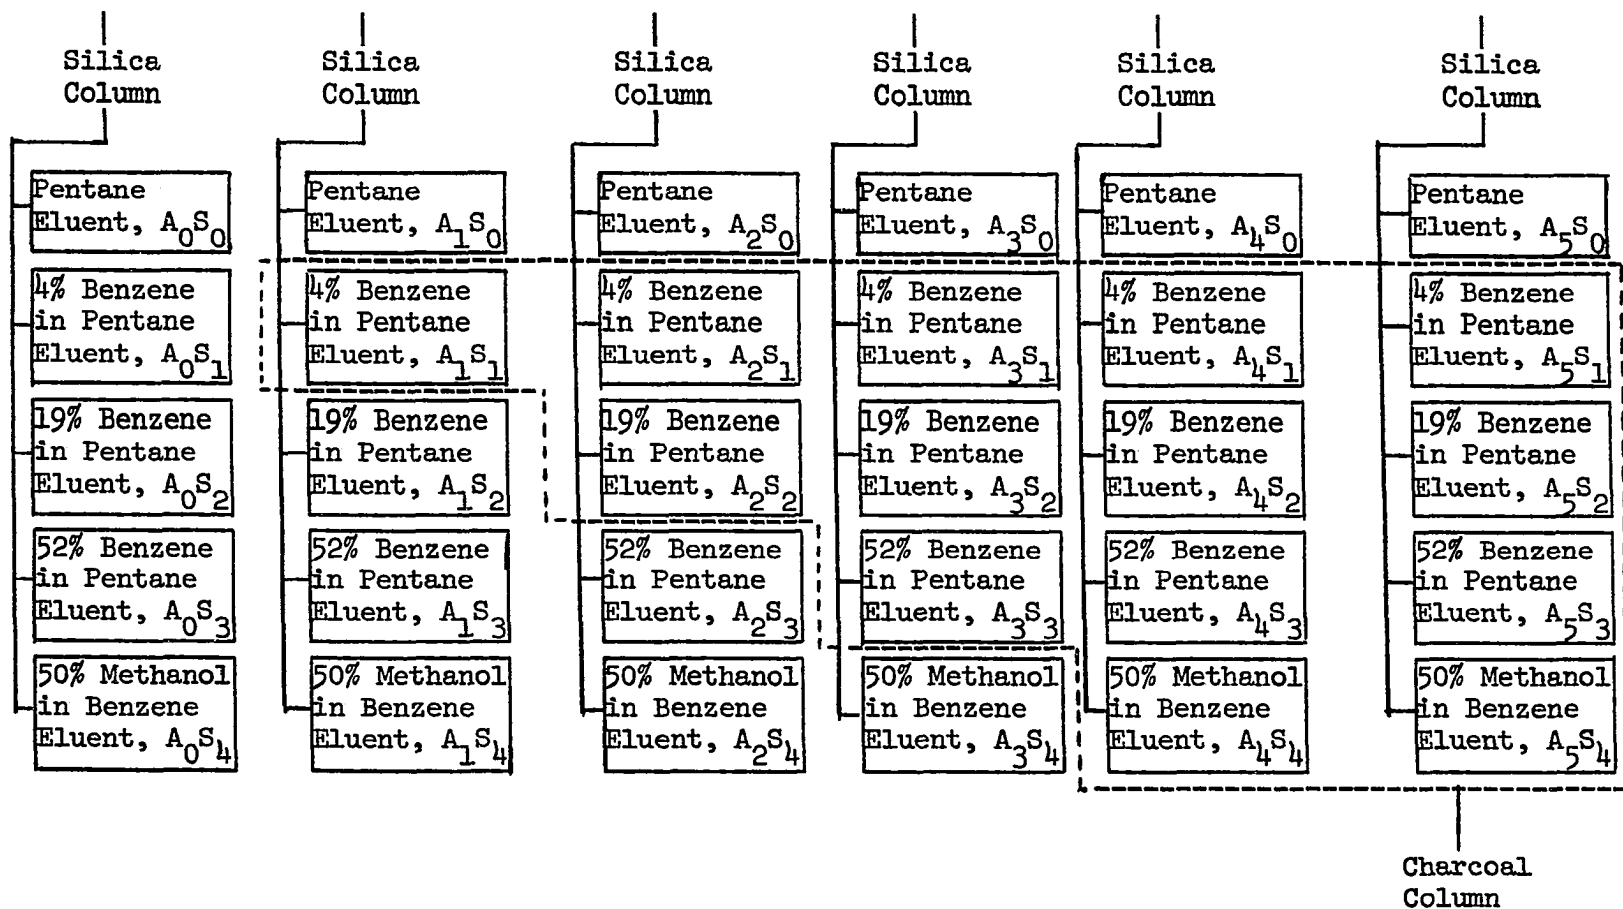 Silica
Column
Silica
Column
Silica
Column
Silica
Column
Silica
Column
Silica
Column
Pentane
Eluent, A₀S₀
4% Benzene
in Pentane
Eluent, A₀S₁
19% Benzene
in Pentane
Eluent, A₀S₂
52% Benzene
in Pentane
Eluent, A₀S₃
50% Methanol
in Benzene
Eluent, A₀S₄
Pentane
Eluent, A₁S₀
4% Benzene
in Pentane
Eluent, A₁S₁
19% Benzene
in Pentane
Eluent, A₁S₂
52% Benzene
in Pentane
Eluent, A₁S₃
50% Methanol
in Benzene
Eluent, A₁S₄
Pentane
Eluent, A₂S₀
4% Benzene
in Pentane
Eluent, A₂S₁
19% Benzene
in Pentane
Eluent, A₂S₂
52% Benzene
in Pentane
Eluent, A₂S₃
50% Methanol
in Benzene
Eluent, A₂S₄
Pentane
Eluent, A₃S₀
4% Benzene
in Pentane
Eluent, A₃S₁
19% Benzene
in Pentane
Eluent, A₃S₂
52% Benzene
in Pentane
Eluent, A₃S₃
50% Methanol
in Benzene
Eluent, A₃S₄
Pentane
Eluent, A₄S₀
4% Benzene
in Pentane
Eluent, A₄S₁
19% Benzene
in Pentane
Eluent, A₄S₂
52% Benzene
in Pentane
Eluent, A₄S₃
50% Methanol
in Benzene
Eluent, A₄S₄
Pentane
Eluent, A₅S₀
4% Benzene
in Pentane
Eluent, A₅S₁
19% Benzene
in Pentane
Eluent, A₅S₂
52% Benzene
in Pentane
Eluent, A₅S₃
50% Methanol
in Benzene
Eluent, A₅S₄
Charcoal
Column